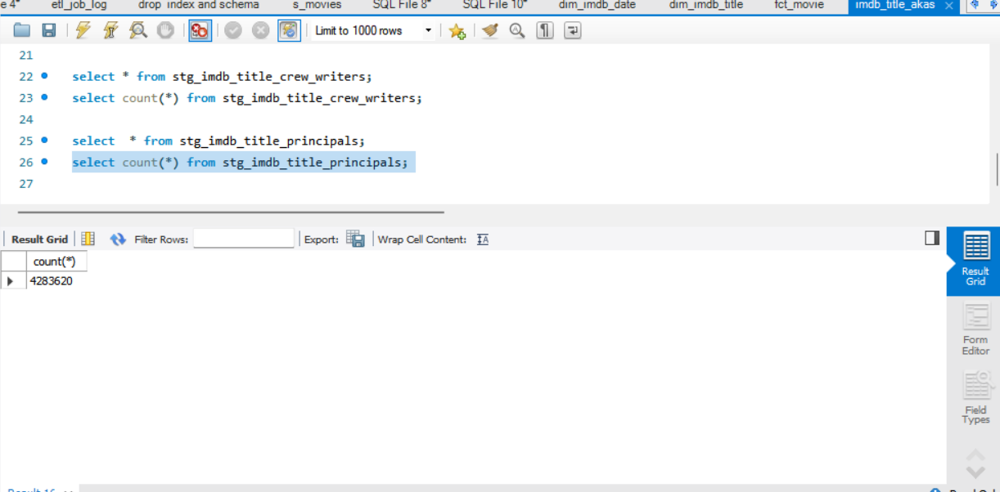 e 4* etl_job_log drop index and schema s_movies SQL File 8* SQL File 10* dim_imdb_date dim_imdb_title fct_movie imdb_title_akas
Limit to 1000 rows
21
22 select * from stg_imdb_title_crew_writers;
23 select count(*) from stg_imdb_title_crew_writers;
24
25 select  * from stg_imdb_title_principals;
26 select count(*) from stg_imdb_title_principals;
27
Result Grid Filter Rows: Export: Wrap Cell Content: IA
count(*)
4283620
Result
Grid
Form
Editor
Field
Types
Result 16